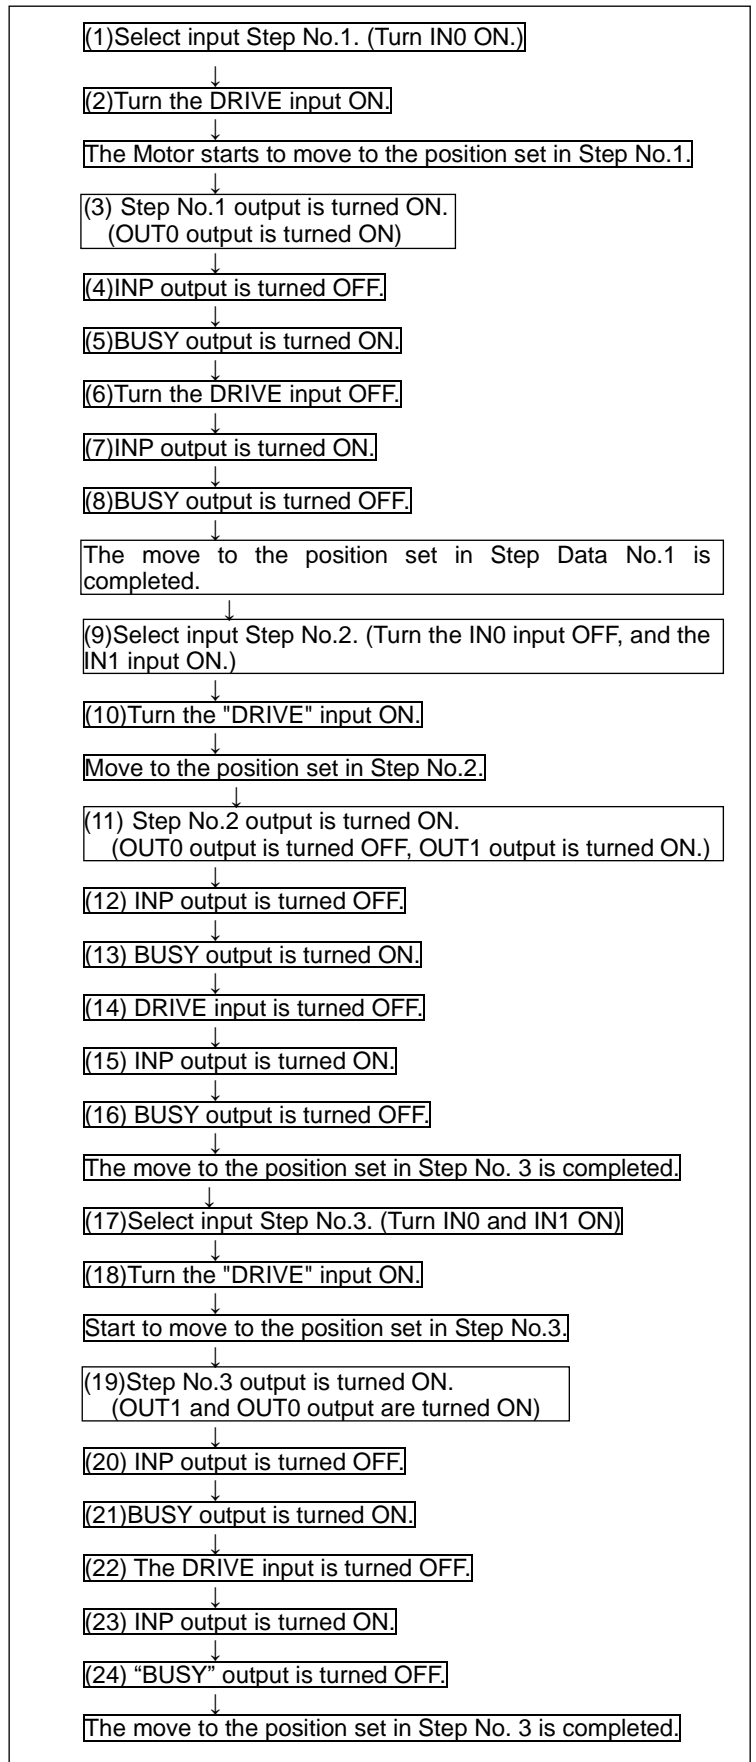 (1)Select input Step No.1. (Turn IN0 ON.)
↓
(2)Turn the DRIVE input ON.
↓
The Motor starts to move to the position set in Step No.1.
↓
(3) Step No.1 output is turned ON.
(OUT0 output is turned ON)
↓
(4)INP output is turned OFF.
↓
(5)BUSY output is turned ON.
↓
(6)Turn the DRIVE input OFF.
↓
(7)INP output is turned ON.
↓
(8)BUSY output is turned OFF.
↓
The move to the position set in Step Data No.1 is
completed.
↓
(9)Select input Step No.2. (Turn the IN0 input OFF, and the
IN1 input ON.)
↓
(10)Turn the "DRIVE" input ON.
↓
Move to the position set in Step No.2.
↓
(11) Step No.2 output is turned ON.
(OUT0 output is turned OFF, OUT1 output is turned ON.)
↓
(12) INP output is turned OFF.
↓
(13) BUSY output is turned ON.
↓
(14) DRIVE input is turned OFF.
↓
(15) INP output is turned ON.
↓
(16) BUSY output is turned OFF.
↓
The move to the position set in Step No. 3 is completed.
↓
(17)Select input Step No.3. (Turn IN0 and IN1 ON)
↓
(18)Turn the "DRIVE" input ON.
↓
Start to move to the position set in Step No.3.
↓
(19)Step No.3 output is turned ON.
(OUT1 and OUT0 output are turned ON)
↓
(20) INP output is turned OFF.
↓
(21)BUSY output is turned ON.
↓
(22) The DRIVE input is turned OFF.
↓
(23) INP output is turned ON.
↓
(24) “BUSY” output is turned OFF.
↓
The move to the position set in Step No. 3 is completed.